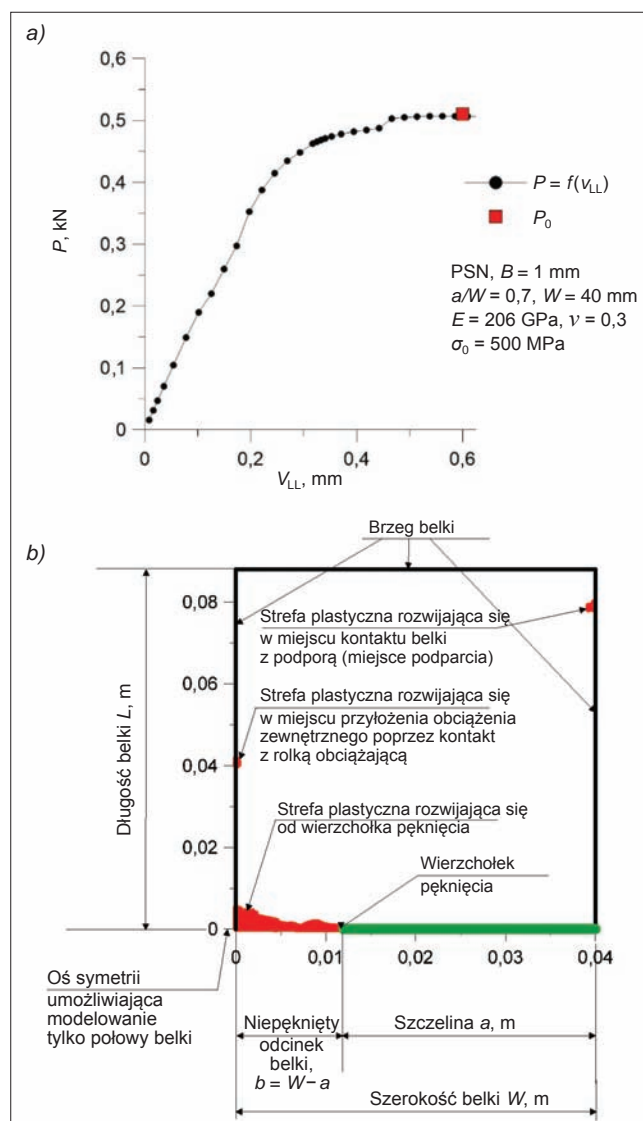 a)
0,6
0,5
0,4
0,3
0,2
0,1
0
P, kN
0
0,2
0,4
0,6
V_LL, mm
P = f(v_LL)
P_0
PSN, B = 1 mm
a/W = 0,7, W = 40 mm
E = 206 GPa, ν = 0,3
σ_0 = 500 MPa
b)
Brzeg belki
Długość belki L, m
0,08
0,06
0,04
0,02
0
Strefa plastyczna rozwijająca się
w miejscu kontaktu belki
z podporą (miejsce podparcia)
Strefa plastyczna rozwijająca się
w miejscu przyłożenia obciążenia
zewnętrznego poprzez kontakt
z rolką obciążającą
Strefa plastyczna rozwijająca się
od wierzchołka pęknięcia
Wierzchołek
pęknięcia
0
0,01
0,02
0,03
0,04
Oś symetrii
umożliwiająca
modelowanie
tylko połowy belki
Niepęknięty
odcinek
belki,
b = W – a
Szczelina a, m
Szerokość belki W, m